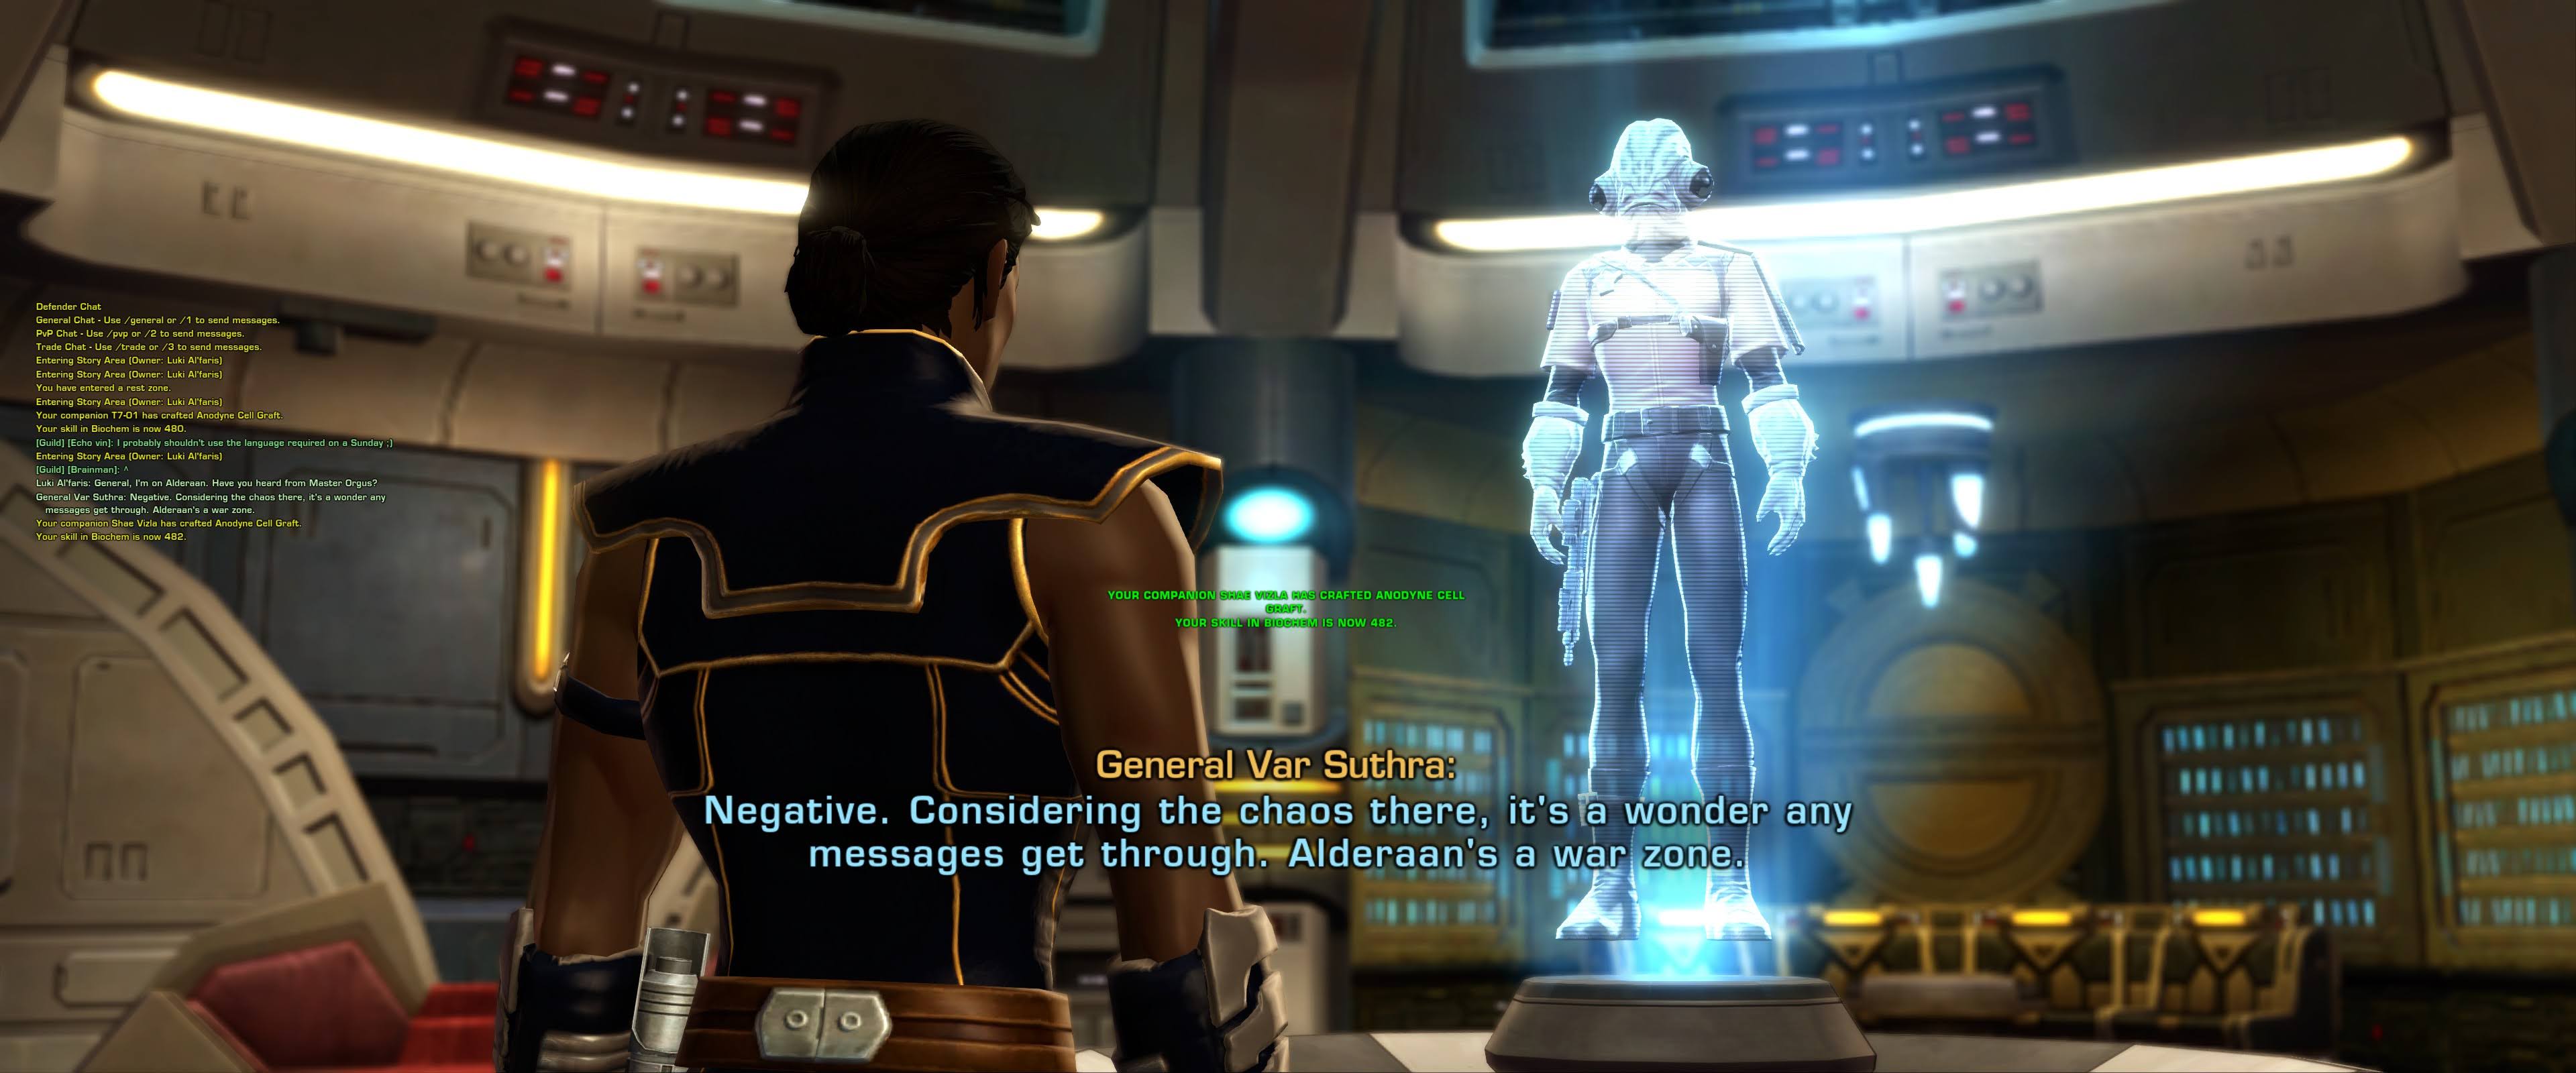 Defender Chat
General Chat - Use /general or /1 to send messages.
PvP Chat - Use /pvp or /2 to send messages.
Trade Chat - Use /trade or /3 to send messages.
Entering Story Area (Owner: Luki Al'faris)
Entering Story Area (Owner: Luki Al'faris)
You have entered a rest zone.
Entering Story Area (Owner: Luki Al'faris)
Your companion T7-O1 has crafted Anodyne Cell Graft.
Your skill in Biochem is now 480.
[Guild] [Echo vin]: I probably shouldn't use the language required on a Sunday ;)
Entering Story Area (Owner: Luki Al'faris)
[Guild] [Brainman]: ^
Luki Al'faris: General, I'm on Alderaan. Have you heard from Master Orgus?
General Var Suthra: Negative. Considering the chaos there, it's a wonder any
messages get through. Alderaan's a war zone.
Your companion Shae Vizla has crafted Anodyne Cell Graft.
Your skill in Biochem is now 482.
YOUR COMPANION SHAE VIZLA HAS CRAFTED ANODYNE CELL
GRAFT.
YOUR SKILL IN BIOCHEM IS NOW 482.
General Var Suthra:
Negative. Considering the chaos there, it's a wonder any
messages get through. Alderaan's a war zone.